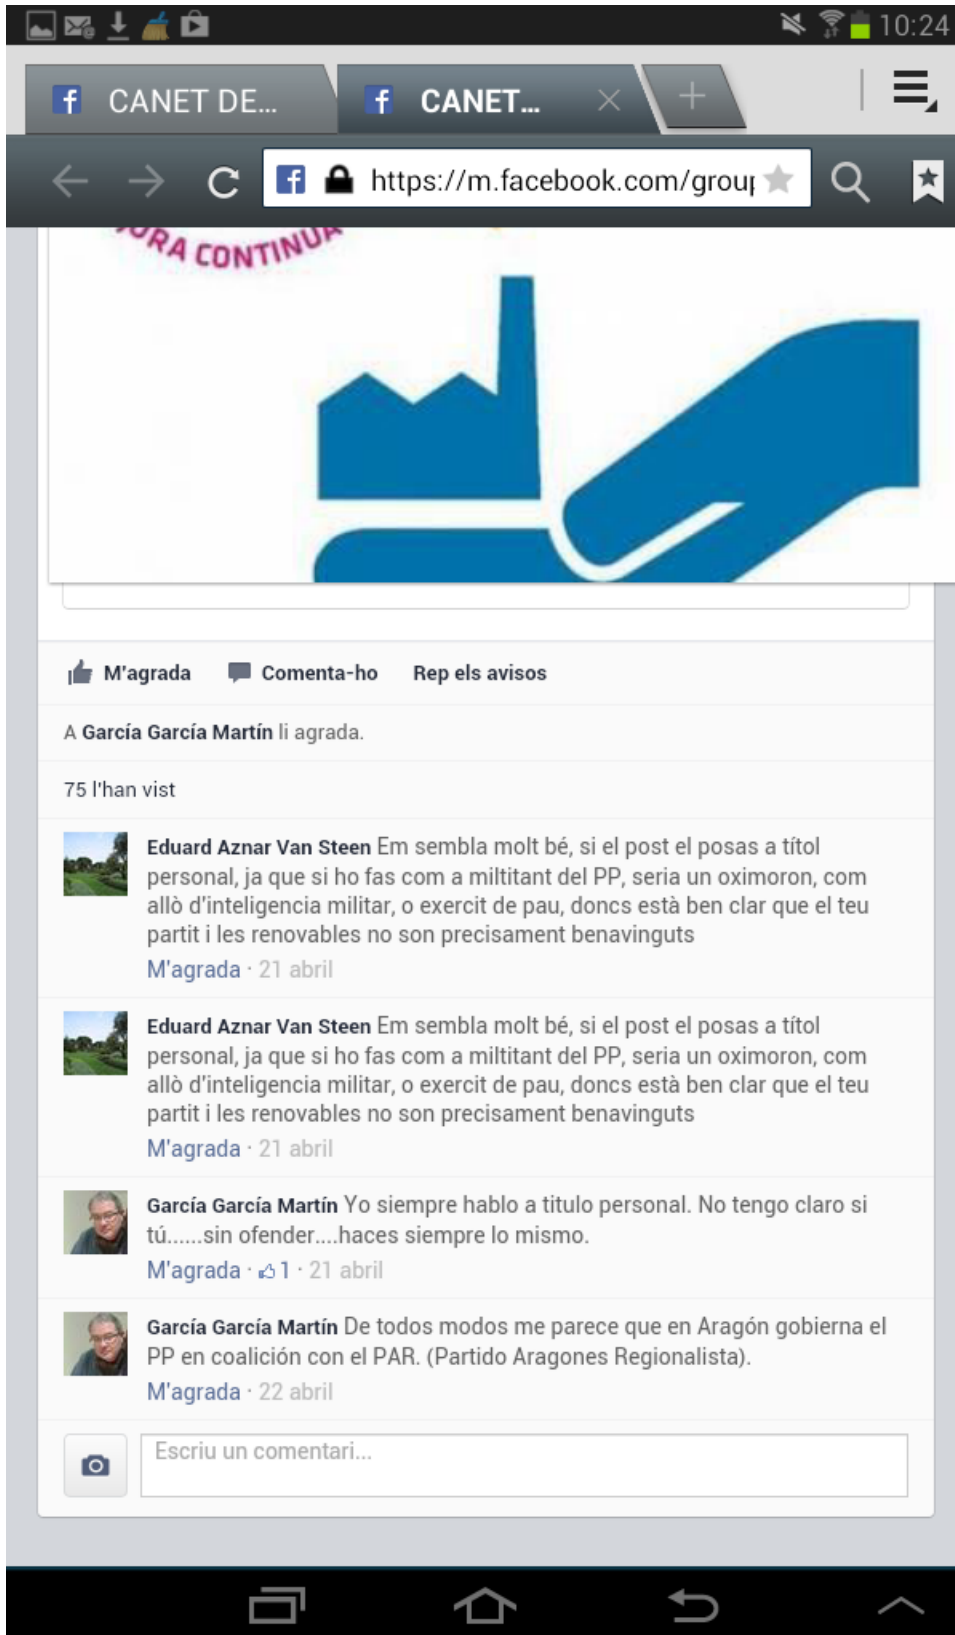 10:24
CANET DE...
CANET...
https://m.facebook.com/group
ORA CONTINUA
M'agrada Comenta-ho Rep els avisos
A García García Martín li agrada.
75 l'han vist
Eduard Aznar Van Steen Em sembla molt bé, si el post el posas a títol
personal, ja que si ho fas com a miltitant del PP, seria un oximoron, com
allò d'inteligencia militar, o exercit de pau, doncs està ben clar que el teu
partit i les renovables no son precisament benavinguts
M'agrada · 21 abril
Eduard Aznar Van Steen Em sembla molt bé, si el post el posas a títol
personal, ja que si ho fas com a miltitant del PP, seria un oximoron, com
allò d'inteligencia militar, o exercit de pau, doncs està ben clar que el teu
partit i les renovables no son precisament benavinguts
M'agrada · 21 abril
García García Martín Yo siempre hablo a titulo personal. No tengo claro si
tú......sin ofender....haces siempre lo mismo.
M'agrada · 1 · 21 abril
García García Martín De todos modos me parece que en Aragón gobierna el
PP en coalición con el PAR. (Partido Aragones Regionalista).
M'agrada · 22 abril
Escriu un comentari...